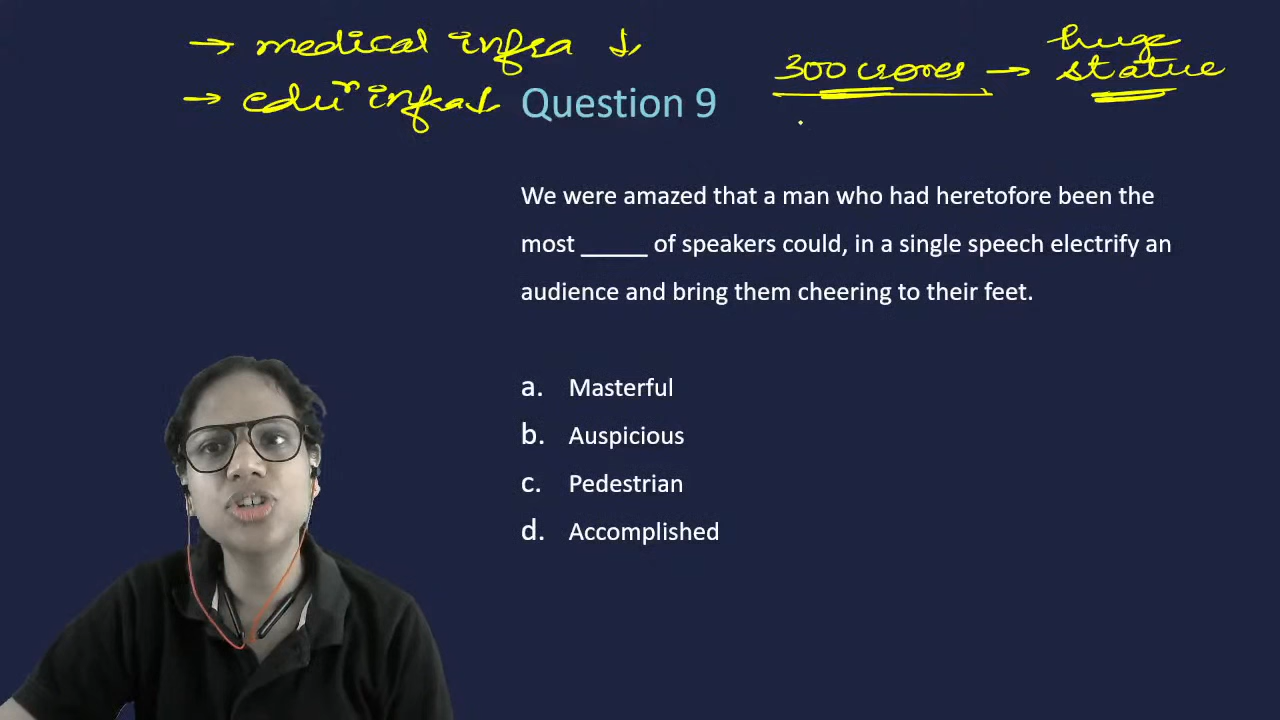 → medical infra ↓
→ edun infra↓
300 crores → huge statue
Question 9
We were amazed that a man who had heretofore been the
most _____ of speakers could, in a single speech electrify an
audience and bring them cheering to their feet.
a. Masterful
b. Auspicious
c. Pedestrian
d. Accomplished